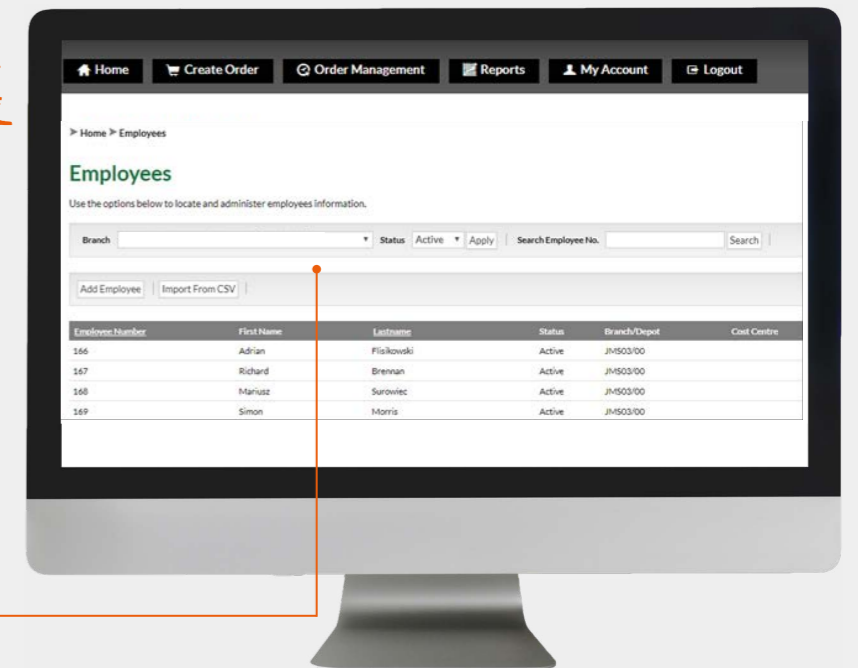 Home Create Order Order Management Reports My Account Logout
> Home > Employees
Employees
Use the options below to locate and administer employees information.
Branch Status Active Apply Search Employee No. Search
Add Employee Import From CSV
Employee Number First Name Lastname Status Branch/Depot Cost Centre
166 Adrian Flisikowski Active JMS03/00
167 Richard Brennan Active JMS03/00
168 Mariusz Surowiec Active JMS03/00
169 Simon Morris Active JMS03/00